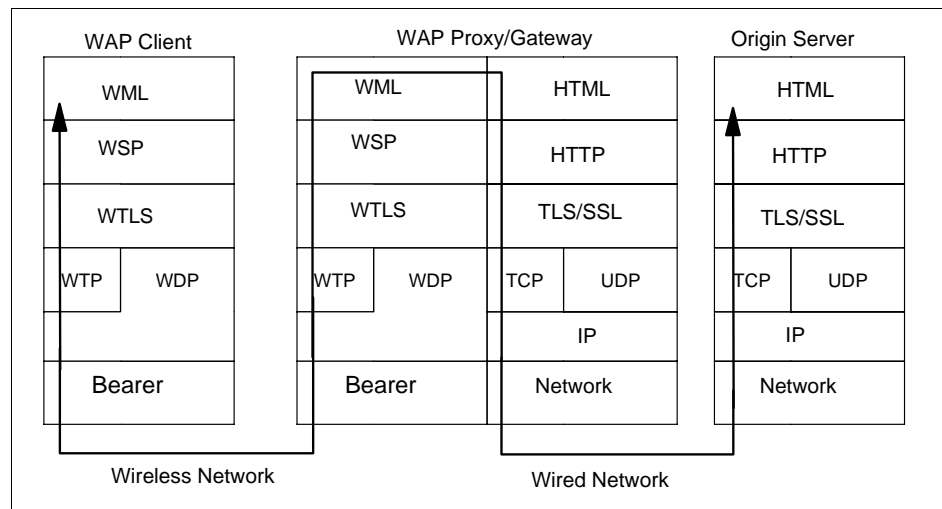 WAP Client WAP Proxy/Gateway Origin Server
WML WML HTML HTML
WSP WSP HTTP HTTP
WTLS WTLS TLS/SSL TLS/SSL
WTP WDP WTP WDP TCP UDP TCP UDP
IP IP
Bearer Bearer Network Network
Wireless Network Wired Network